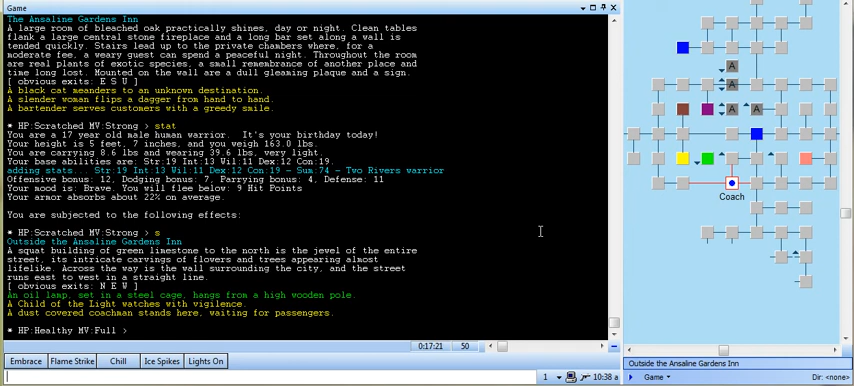 Game
The Ansaline Gardens Inn
A large room of bleached oak practically shines, day or night. Clean tables
flank a large central stone fireplace and a long bar set along a wall is
tended quickly. Stairs lead up to the private chambers where, for a
moderate fee, a weary guest can spend a peaceful night. Throughout the room
are real plants of exotic species, a small remembrance of another place and
time long lost. Mounted on the wall are a dull gleaming plaque and a sign.
[ obvious exits: E S U ]
A black cat meanders to an unknown destination.
A slender woman flips a dagger from hand to hand.
A bartender serves customers with a greedy smile.
* HP:Scratched MV:Strong > stat
You are a 17 year old male human warrior.  It's your birthday today!
Your height is 5 feet, 7 inches, and you weigh 163.0 lbs.
You are carrying 8.6 lbs and wearing 39.6 lbs, very light.
Your base abilities are: Str:19 Int:13 Wil:11 Dex:12 Con:19.
adding stats... Str:19 Int:13 Wil:11 Dex:12 Con:19 - Sum:74 - Two Rivers warrior
Offensive bonus: 12, Dodging bonus: 7, Parrying bonus: 4, Defense: 11
Your mood is: Brave. You will flee below: 9 Hit Points
Your armor absorbs about 22% on average.
You are subjected to the following effects:
* HP:Scratched MV:Strong > s
Outside the Ansaline Gardens Inn
A squat building of green limestone to the north is the jewel of the entire
street, its intricate carvings of flowers and trees appearing almost
lifelike. Across the way is the wall surrounding the city, and the street
runs east to west in a straight line.
[ obvious exits: N E W ]
An oil lamp, set in a steel cage, hangs from a high wooden pole.
A Child of the Light watches with vigilence.
A dust covered coachman stands here, waiting for passengers.
* HP:Healthy MV:Full >
0:17:21 50
Embrace Flame Strike Chill Ice Spikes Lights On
1 10:38 a
A
A
A A
Coach
Outside the Ansaline Gardens Inn
Game Dir: <none>